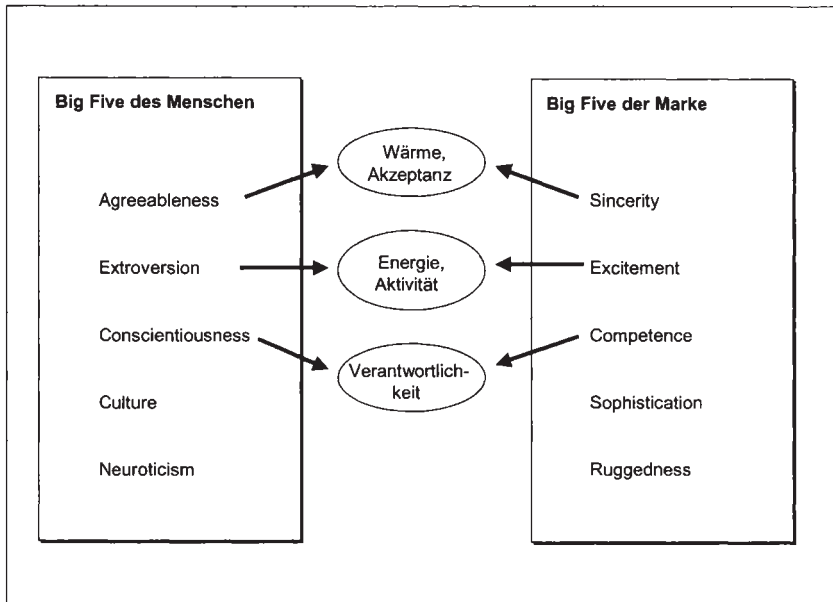 Big Five des Menschen
Agreeableness
Extroversion
Conscientiousness
Culture
Neuroticism
Wärme,
Akzeptanz
Energie,
Aktivität
Verantwortlich-
keit
Big Five der Marke
Sincerity
Excitement
Competence
Sophistication
Ruggedness